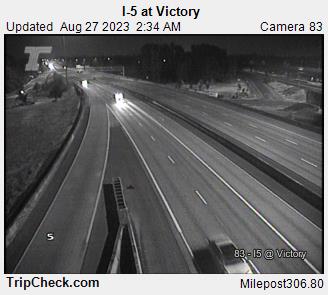 I-5 at Victory
Updated Aug 27 2023 2:34 AM Camera 83
T
S
83 - I5 @ Victory
TripCheck.com Milepost306.80